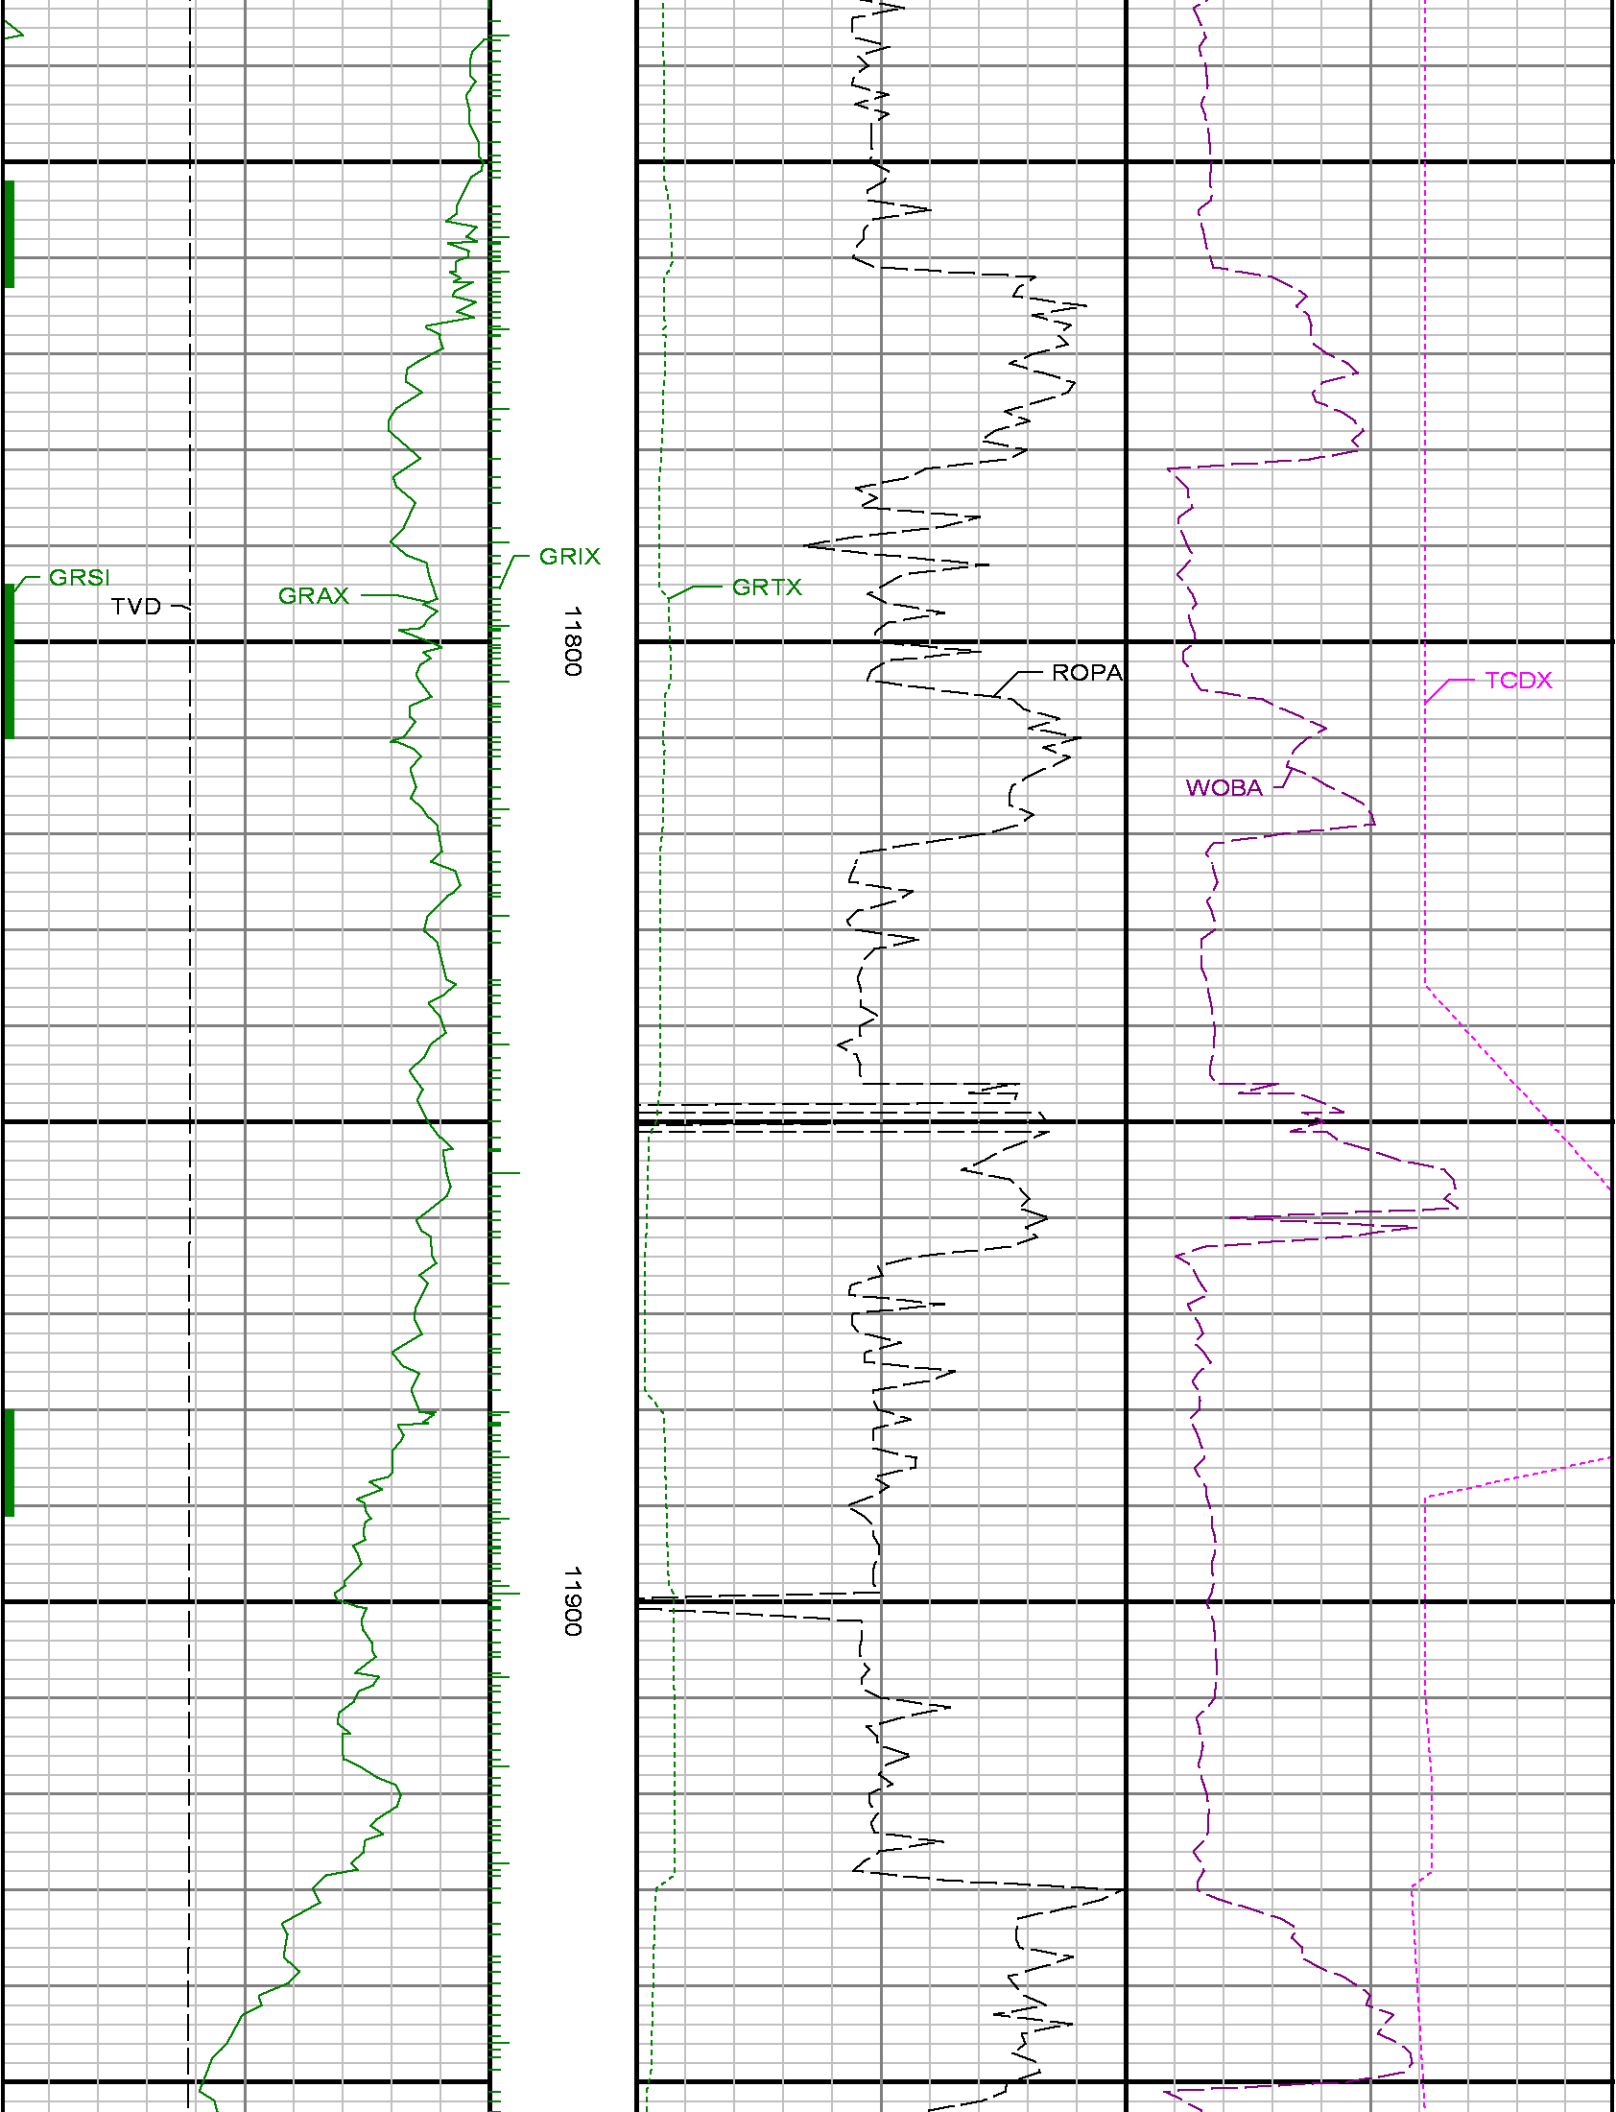 GRIX
GRSI
GRTX
GRAX
TVD
11800
ROPA
TCDX
WOBA
11900